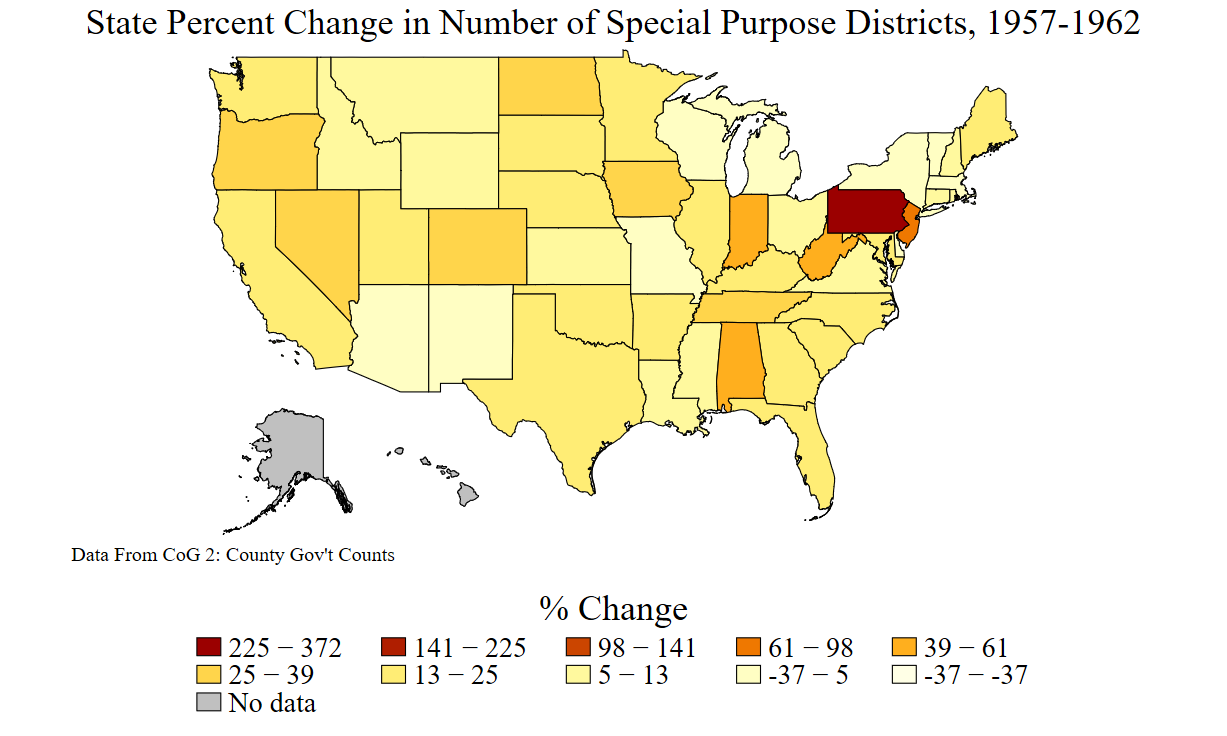 State Percent Change in Number of Special Purpose Districts, 1957-1962
Data From CoG 2: County Gov't Counts
% Change
225 − 372 141 − 225 98 − 141 61 − 98 39 − 61
25 − 39 13 − 25 5 − 13 -37 − 5 -37 − -37
No data